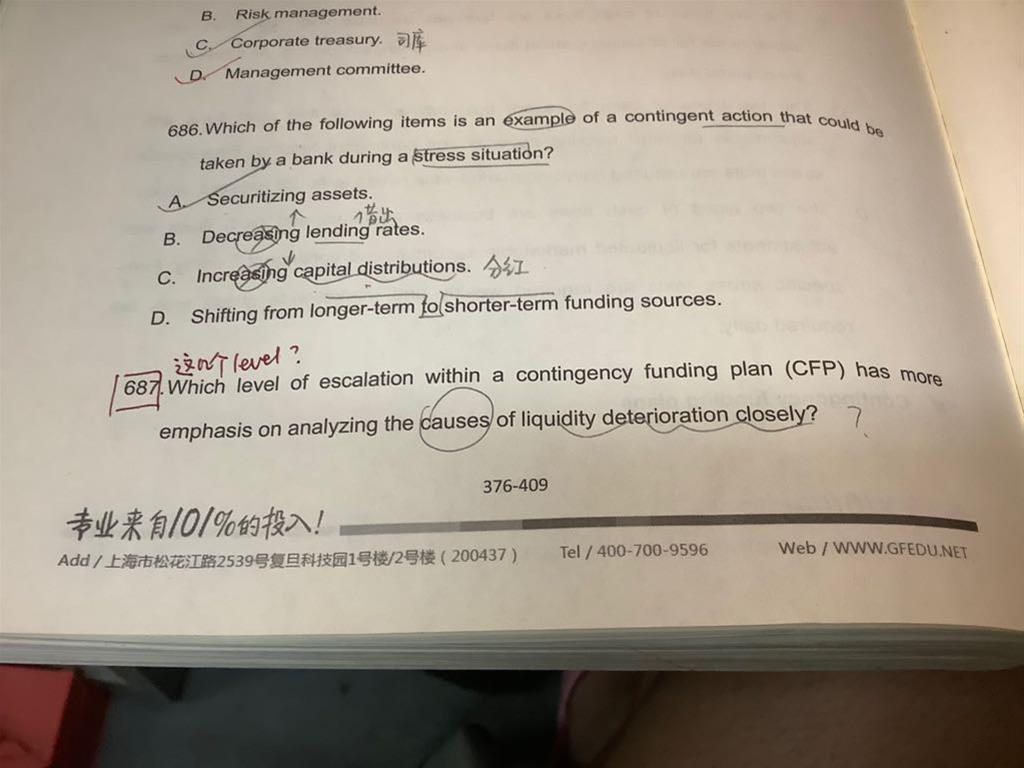 B. Risk management.
C. Corporate treasury. 司库
D. Management committee.
686. Which of the following items is an example of a contingent action that could be
taken by a bank during a stress situation?
A. Securitizing assets.
借出
B. Decreasing lending rates.
C. Increasing capital distributions. 分红
D. Shifting from longer-term to shorter-term funding sources.
这几个level?
687. Which level of escalation within a contingency funding plan (CFP) has more
emphasis on analyzing the causes of liquidity deterioration closely? ?
376-409
专业来自101%的投入!
Add / 上海市松花江路2539号复旦科技园1号楼/2号楼 ( 200437 ) Tel / 400-700-9596 Web / WWW.GFEDU.NET